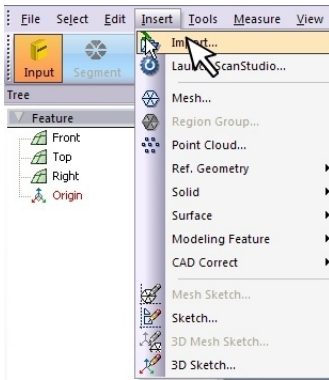 File Select Edit Insert Tools Measure View
Input Segment
Tree
Feature
Front
Top
Right
Origin
Import...
ScanStudio...
Mesh...
Region Group...
Point Cloud...
Ref. Geometry
Solid
Surface
Modeling Feature
CAD Correct
Mesh Sketch...
Sketch...
3D Mesh Sketch...
3D Sketch...